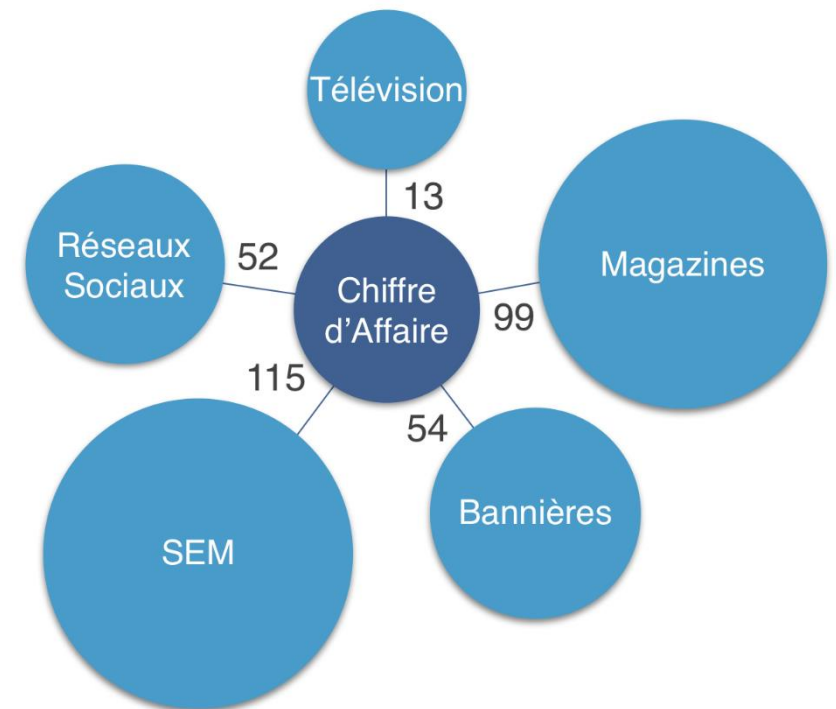 Télévision
13
Réseaux
Sociaux
52
Chiffre
d'Affaire
Magazines
99
115
54
SEM
Bannières